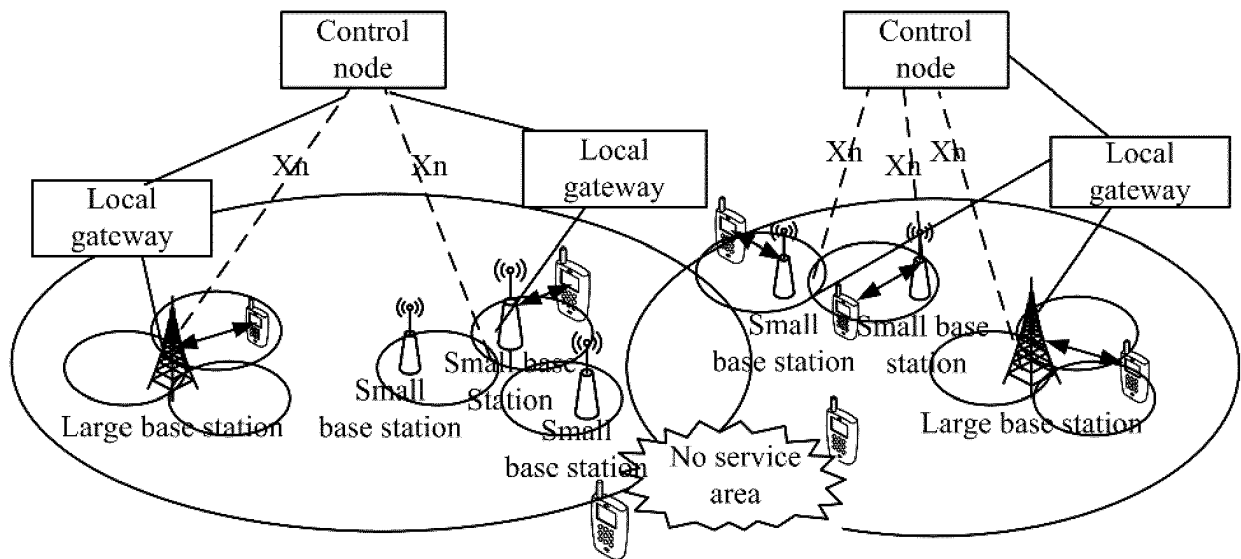 Control
node
Control
node
Local
gateway
Local
gateway
Local
gateway
Xn
Xn
Xn
Xn
Xn
Small
base station
Small base
station
Small base
Station
Small
base station
Small
base station
Large base station
Large base station
No service
area